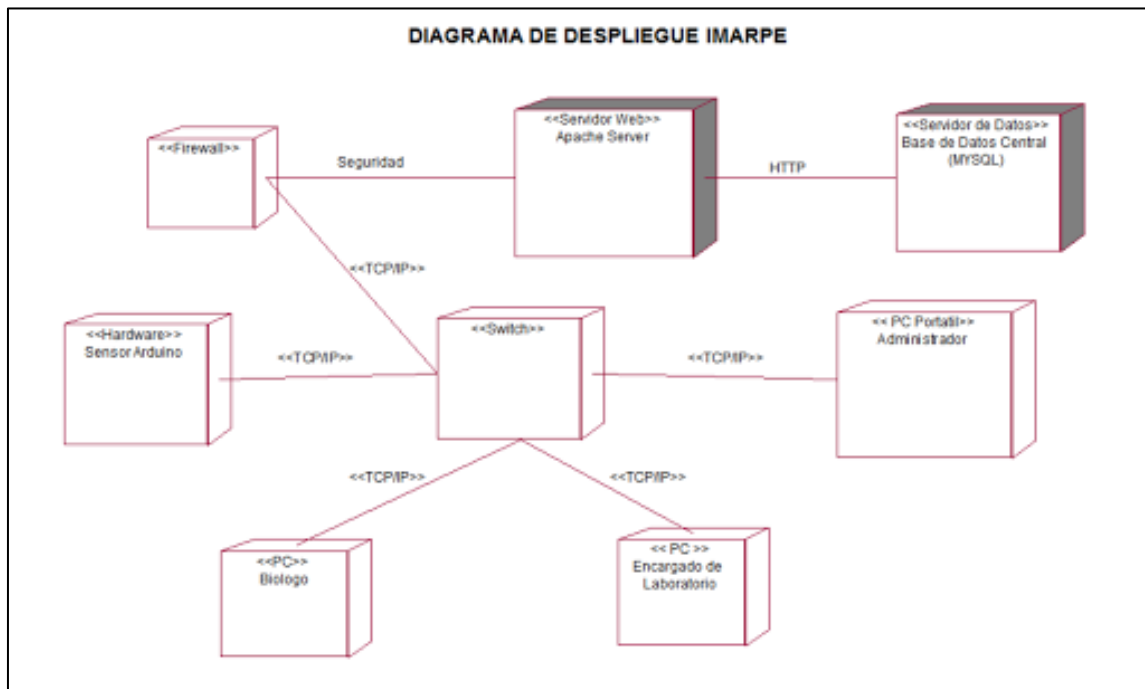 DIAGRAMA DE DESPLIEGUE IMARPE
<<Firewall>>
Seguridad
<<Servidor Web>>
Apache Server
HTTP
<<Servidor de Datos>>
Base de Datos Central
(MYSQL)
<<TCP/IP>>
<<Hardware>>
Sensor Arduino
<<TCP/IP>>
<<Switch>>
<<TCP/IP>>
<< PC Portatil>>
Administrador
<<TCP/IP>>
<<TCP/IP>>
<<PC>>
Biologo
<< PC >>
Encargado de
Laboratorio